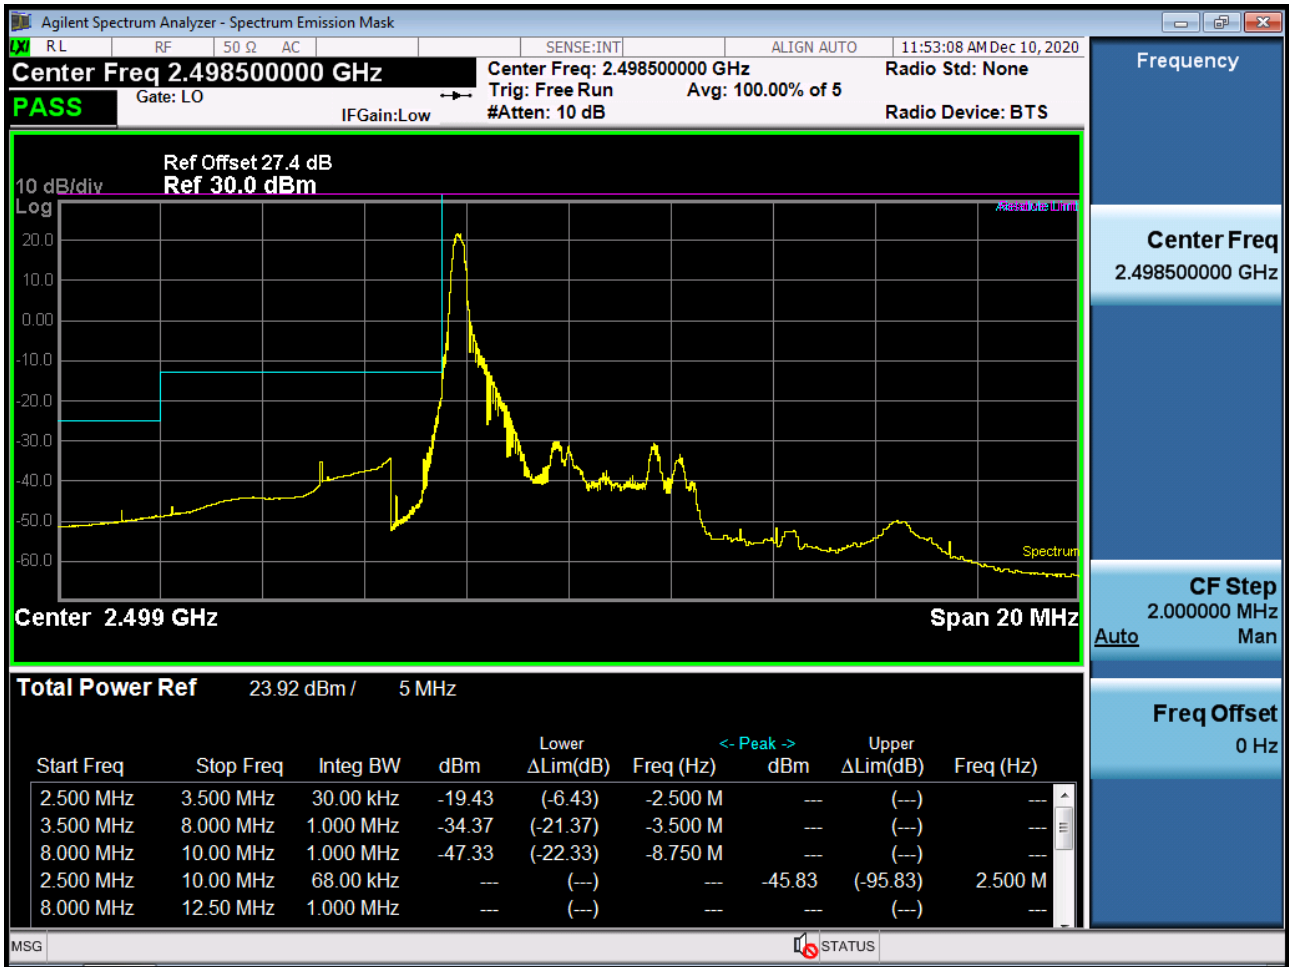 Agilent Spectrum Analyzer - Spectrum Emission Mask
LXI RL RF 50 Ω AC SENSE:INT ALIGN AUTO 11:53:08 AM Dec 10, 2020
Center Freq 2.498500000 GHz
Center Freq: 2.498500000 GHz
Radio Std: None
PASS
Gate: LO
Trig: Free Run
Avg: 100.00% of 5
IFGain:Low
#Atten: 10 dB
Radio Device: BTS
Ref Offset 27.4 dB
10 dB/div Ref 30.0 dBm
Log
Absolute Limit
20.0
10.0
0.00
-10.0
-20.0
-30.0
-40.0
-50.0
-60.0
Spectrum
Center 2.499 GHz
Span 20 MHz
Total Power Ref 23.92 dBm / 5 MHz
Lower <- Peak -> Upper
Start Freq Stop Freq Integ BW dBm ΔLim(dB) Freq (Hz) dBm ΔLim(dB) Freq (Hz)
2.500 MHz 3.500 MHz 30.00 kHz -19.43 (-6.43) -2.500 M --- (---) ---
3.500 MHz 8.000 MHz 1.000 MHz -34.37 (-21.37) -3.500 M --- (---) ---
8.000 MHz 10.00 MHz 1.000 MHz -47.33 (-22.33) -8.750 M --- (---) ---
2.500 MHz 10.00 MHz 68.00 kHz --- (---) --- -45.83 (-95.83) 2.500 M
8.000 MHz 12.50 MHz 1.000 MHz --- (---) --- --- (---) ---
MSG STATUS
Frequency
Center Freq
2.498500000 GHz
CF Step
2.000000 MHz
Auto Man
Freq Offset
0 Hz